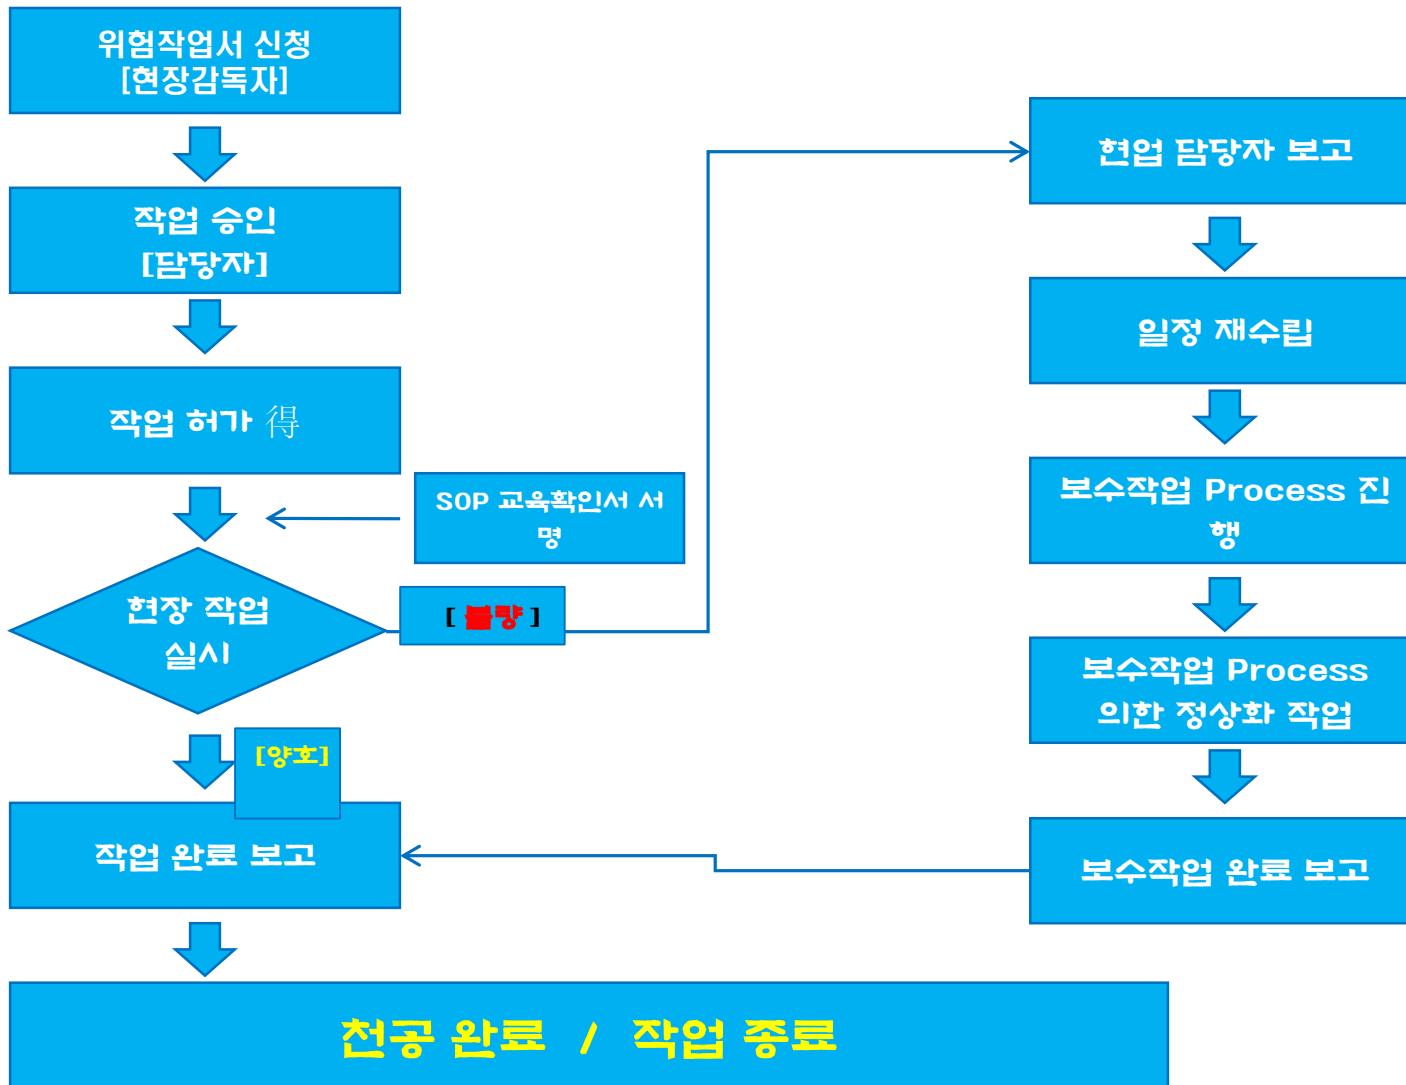 위험작업서 신청
[현장감독자]
작업 승인
[담당자]
작업 허가 得
SOP 교육확인서 서
명
현장 작업
실시
[ 불량 ]
[양호]
작업 완료 보고
현업 담당자 보고
일정 재수립
보수작업 Process 진
행
보수작업 Process
의한 정상화 작업
보수작업 완료 보고
천공 완료 / 작업 종료